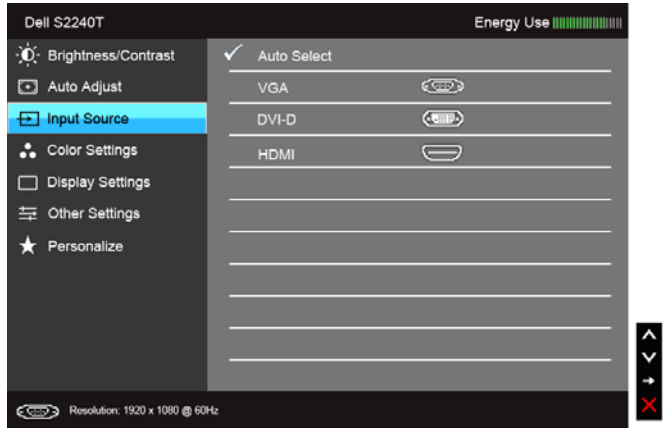 Dell S2240T
Energy Use
Brightness/Contrast
Auto Adjust
Input Source
Color Settings
Display Settings
Other Settings
Personalize
Auto Select
VGA
DVI-D
HDMI
Resolution: 1920 x 1080 @ 60Hz